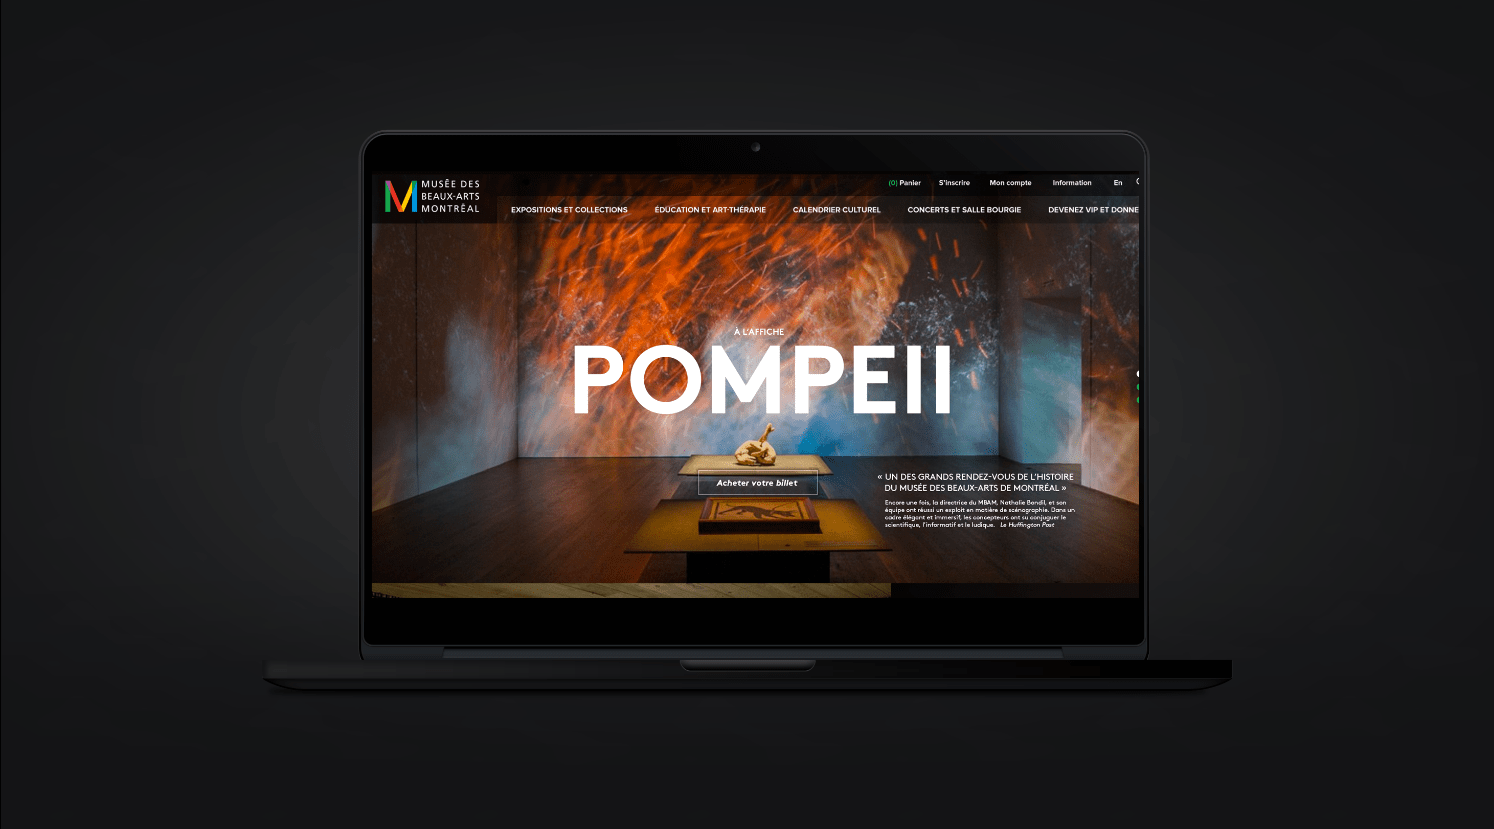 MUSÉE DES
BEAUX-ARTS
MONTRÉAL
(0) Panier S'inscrire Mon compte Information En
EXPOSITIONS ET COLLECTIONS ÉDUCATION ET ART-THÉRAPIE CALENDRIER CULTUREL CONCERTS ET SALLE BOURGIE DEVENEZ VIP ET DONNE
À L'AFFICHE
POMPEII
Acheter votre billet
« UN DES GRANDS RENDEZ-VOUS DE L'HISTOIRE
DU MUSÉE DES BEAUX-ARTS DE MONTRÉAL »
Encore une fois, la directrice du MBAM, Nathalie Bondil, et son
équipe ont réussi un exploit en matière de scénographie. Dans un
cadre élégant et immersif, les concepteurs ont su conjuguer le
scientifique, l'informatif et le ludique. Le Huffington Post